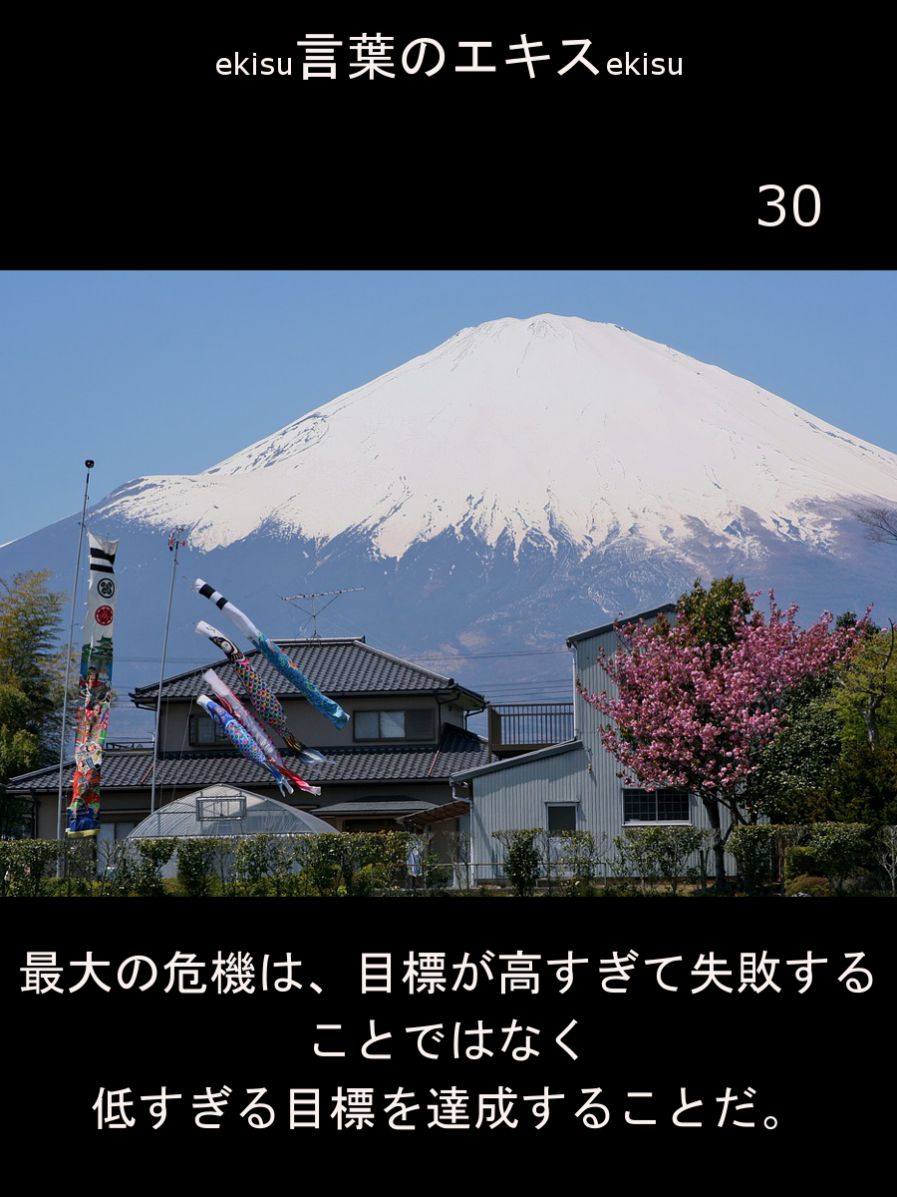 ekisu言葉のエキスekisu
30
最大の危機は、目標が高すぎて失敗する
ことではなく
低すぎる目標を達成することだ。